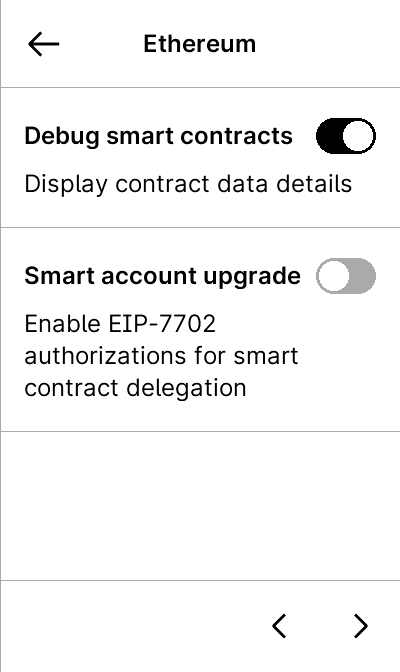 Ethereum
Debug smart contracts
Display contract data details
Smart account upgrade
Enable EIP-7702
authorizations for smart
contract delegation